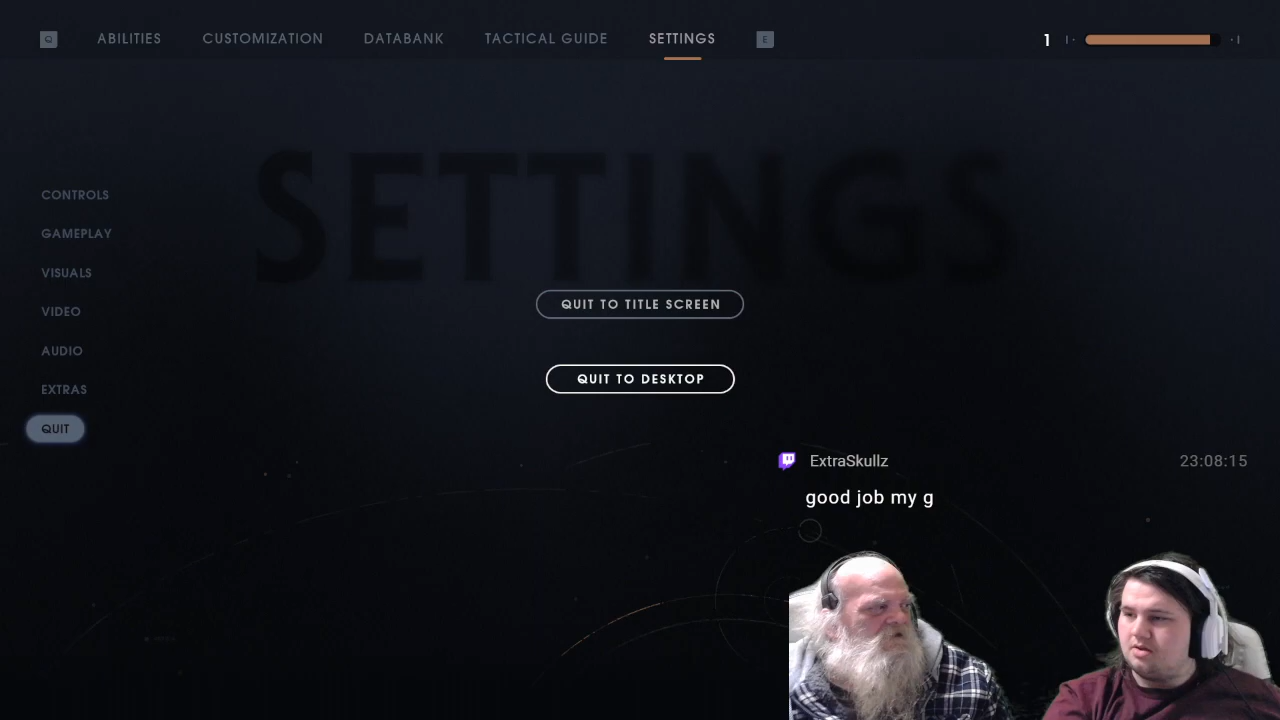 Q ABILITIES CUSTOMIZATION DATABANK TACTICAL GUIDE SETTINGS E 1
SETTINGS
CONTROLS
GAMEPLAY
VISUALS
VIDEO
AUDIO
EXTRAS
QUIT
QUIT TO TITLE SCREEN
QUIT TO DESKTOP
ExtraSkullz 23:08:15
good job my g